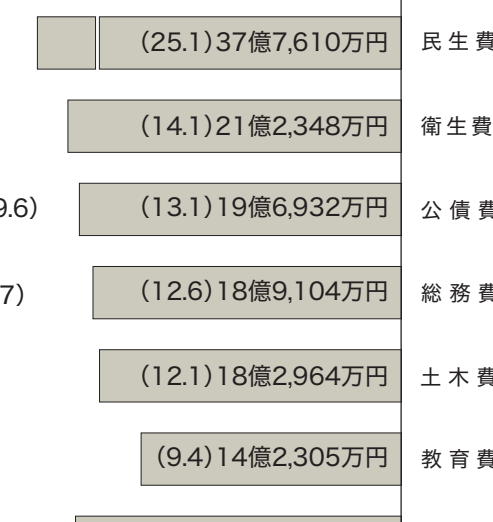 (25.1)37億7,610万円 民生費
(14.1)21億2,348万円 衛生費
9.6) (13.1)19億6,932万円 公債費
7) (12.6)18億9,104万円 総務費
(12.1)18億2,964万円 土木費
(9.4)14億2,305万円 教育費